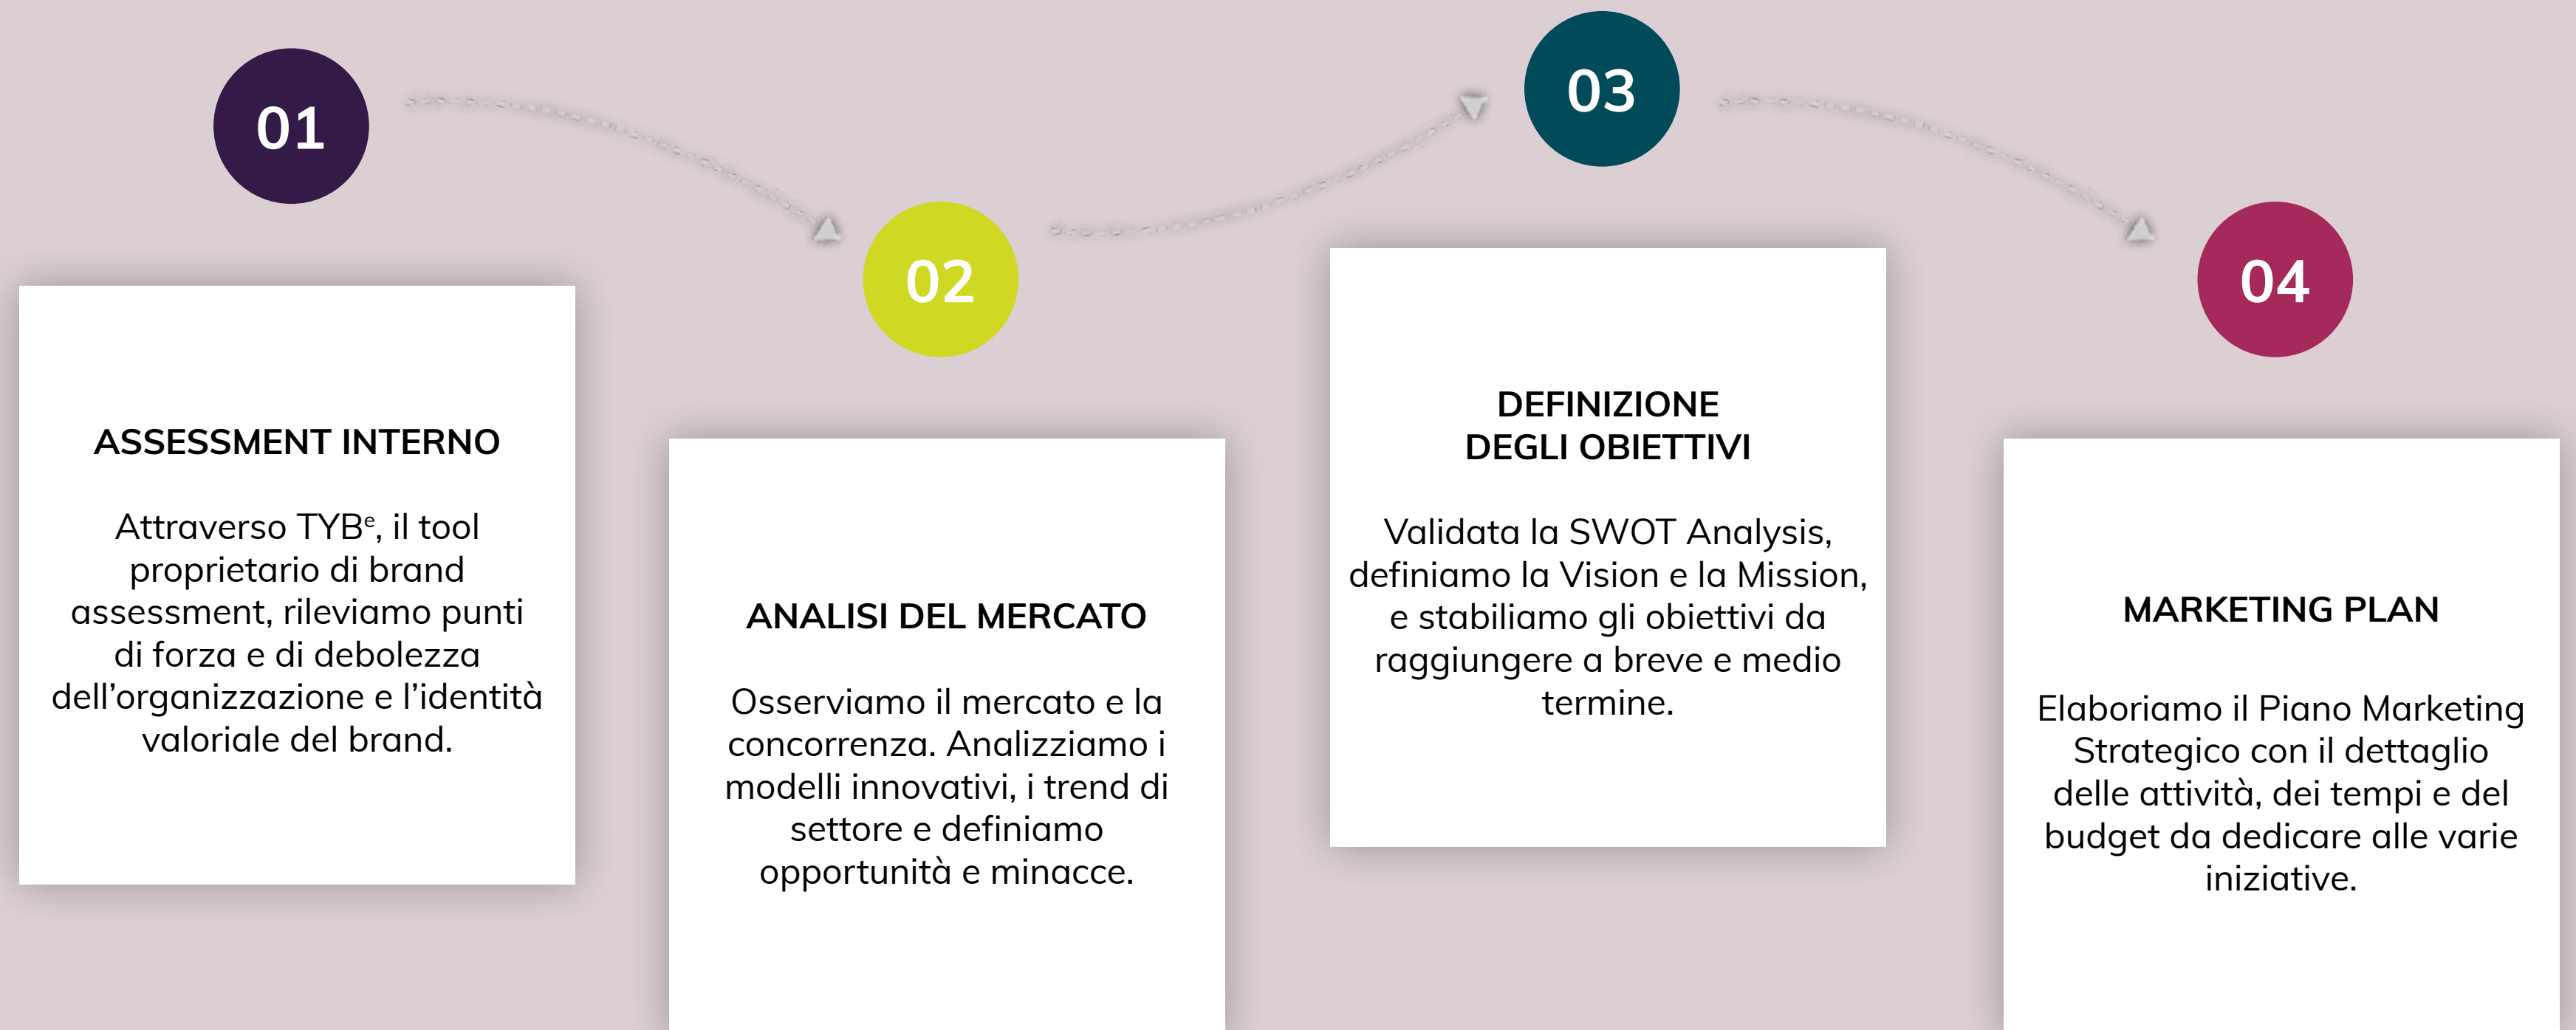 01
ASSESSMENT INTERNO
Attraverso TYBᵉ, il tool
proprietario di brand
assessment, rileviamo punti
di forza e di debolezza
dell’organizzazione e l’identità
valoriale del brand.
02
ANALISI DEL MERCATO
Osserviamo il mercato e la
concorrenza. Analizziamo i
modelli innovativi, i trend di
settore e definiamo
opportunità e minacce.
03
DEFINIZIONE
DEGLI OBIETTIVI
Validata la SWOT Analysis,
definiamo la Vision e la Mission,
e stabiliamo gli obiettivi da
raggiungere a breve e medio
termine.
04
MARKETING PLAN
Elaboriamo il Piano Marketing
Strategico con il dettaglio
delle attività, dei tempi e del
budget da dedicare alle varie
iniziative.